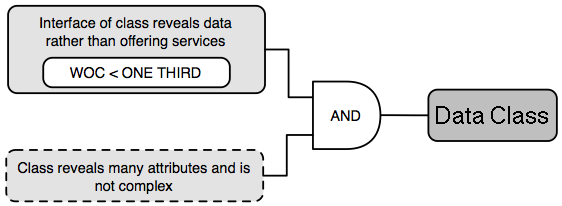 Interface of class reveals data
rather than offering services
WOC < ONE THIRD
AND
Data Class
Class reveals many attributes and is
not complex